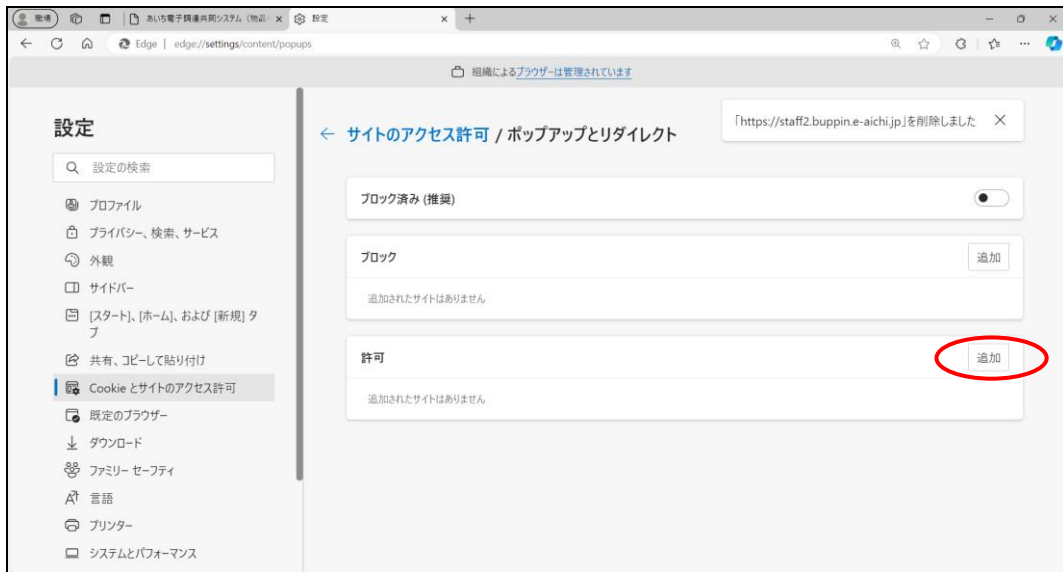 職場
あいち電子調達共同システム（物品
設定
Edge | edge://settings/content/popups
組織によるブラウザーは管理されています
設定
設定の検索
プロファイル
プライバシー、検索、サービス
外観
サイドバー
[スタート]、[ホーム]、および [新規] タ
ブ
共有、コピーして貼り付け
Cookie とサイトのアクセス許可
既定のブラウザー
ダウンロード
ファミリー セーフティ
言語
プリンター
システムとパフォーマンス
サイトのアクセス許可 / ポップアップとリダイレクト
「https://staff2.buppin.e-aichi.jp」を削除しました
ブロック済み (推奨)
ブロック
追加
追加されたサイトはありません
許可
追加
追加されたサイトはありません